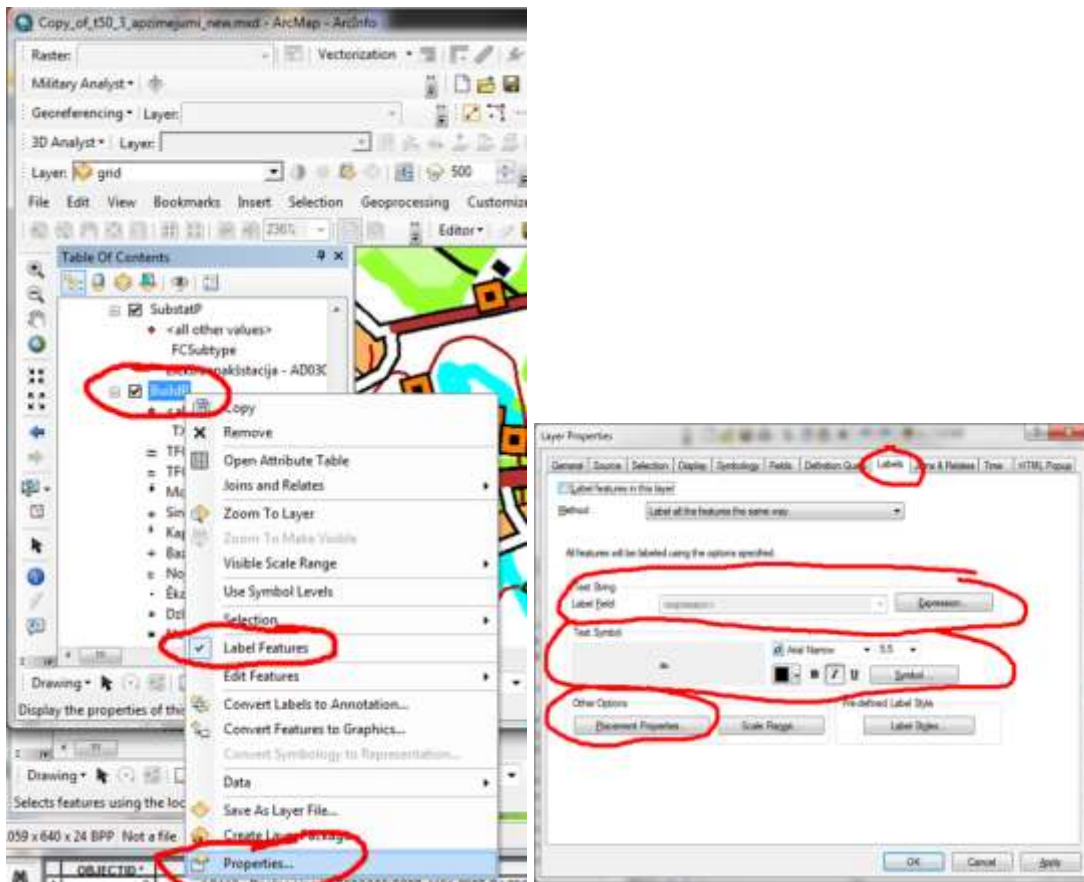 Copy_of_t50_3_apzimejumi_new.mxd - ArcMap - ArcInfo
Raster:
Vectorization
Military Analyst
Georeferencing Layer:
3D Analyst Layer:
Layer: grid 500
File Edit View Bookmarks Insert Selection Geoprocessing Customize
236% Editor
Table Of Contents
SubstatP
<all other values>
FCSubtype
- AD030
BuildP
Copy
Remove
Open Attribute Table
Joins and Relates
Zoom To Layer
Zoom To Make Visible
Visible Scale Range
Use Symbol Levels
Selection
Label Features
Edit Features
Convert Labels to Annotation...
Convert Features to Graphics...
Convert Symbology to Representation...
Data
Save As Layer File...
Create Layer Package
Properties...
Drawing
Display the properties of this
Drawing
Selects features using the loc
059 x 640 x 24 BPP Not a file
OBJECTID *
Layer Properties
General Source Selection Display Symbology Fields Definition Query Labels Joins & Relates Time HTML Popup
Label features in this layer
Method: Label all the features the same way.
All features will be labeled using the options specified.
Text String
Label Field: <expression> Expression...
Text Symbol
Arial Narrow 5.5
B I U Symbol...
Other Options Pre-defined Label Style
Placement Properties... Scale Range... Label Styles...
OK Cancel Apply